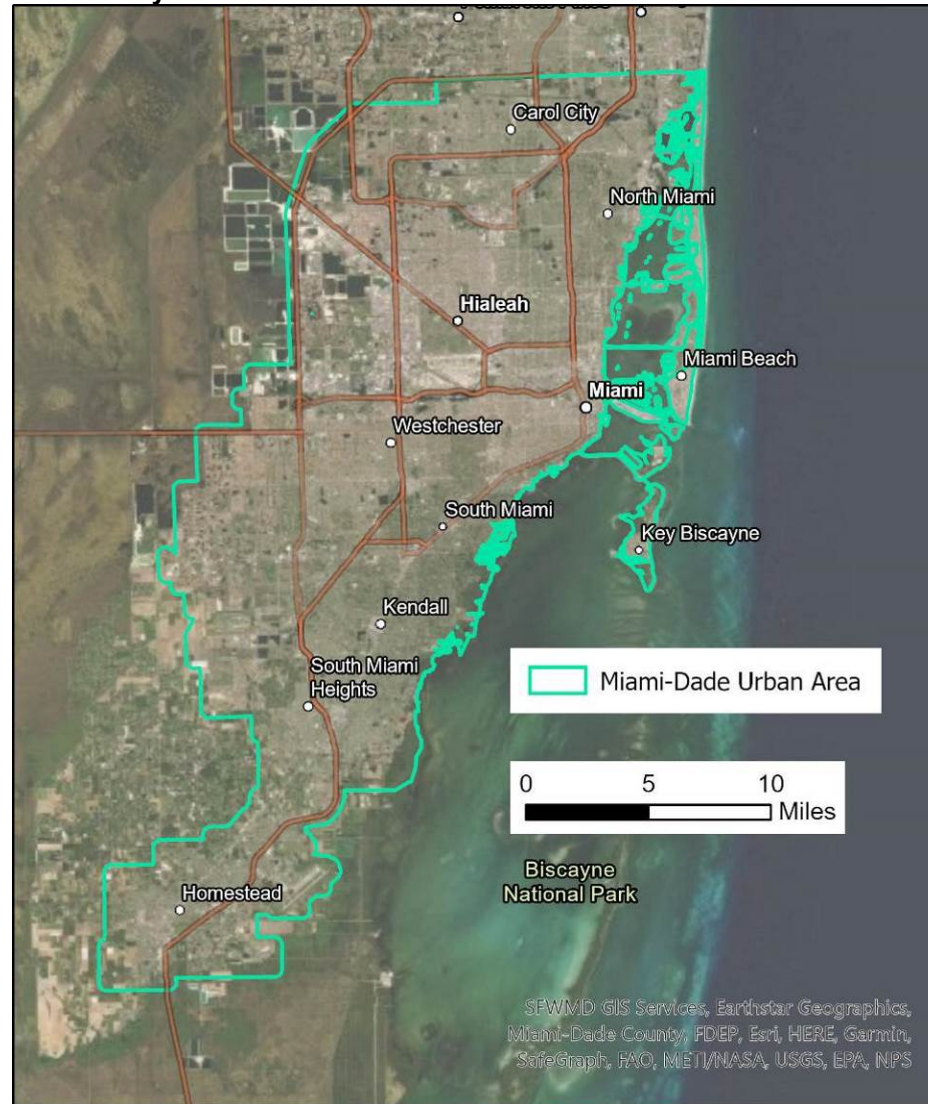 Carol City
North Miami
Hialeah
Miami Beach
Miami
Westchester
South Miami
Key Biscayne
Kendall
South Miami
Heights
Miami-Dade Urban Area
0 5 10
Miles
Biscayne
National Park
Homestead
SFWMD GIS Services, Earthstar Geographics,
Miami-Dade County, FDEP, Esri, HERE, Garmin,
SafeGraph, FAO, METI/NASA, USGS, EPA, NPS